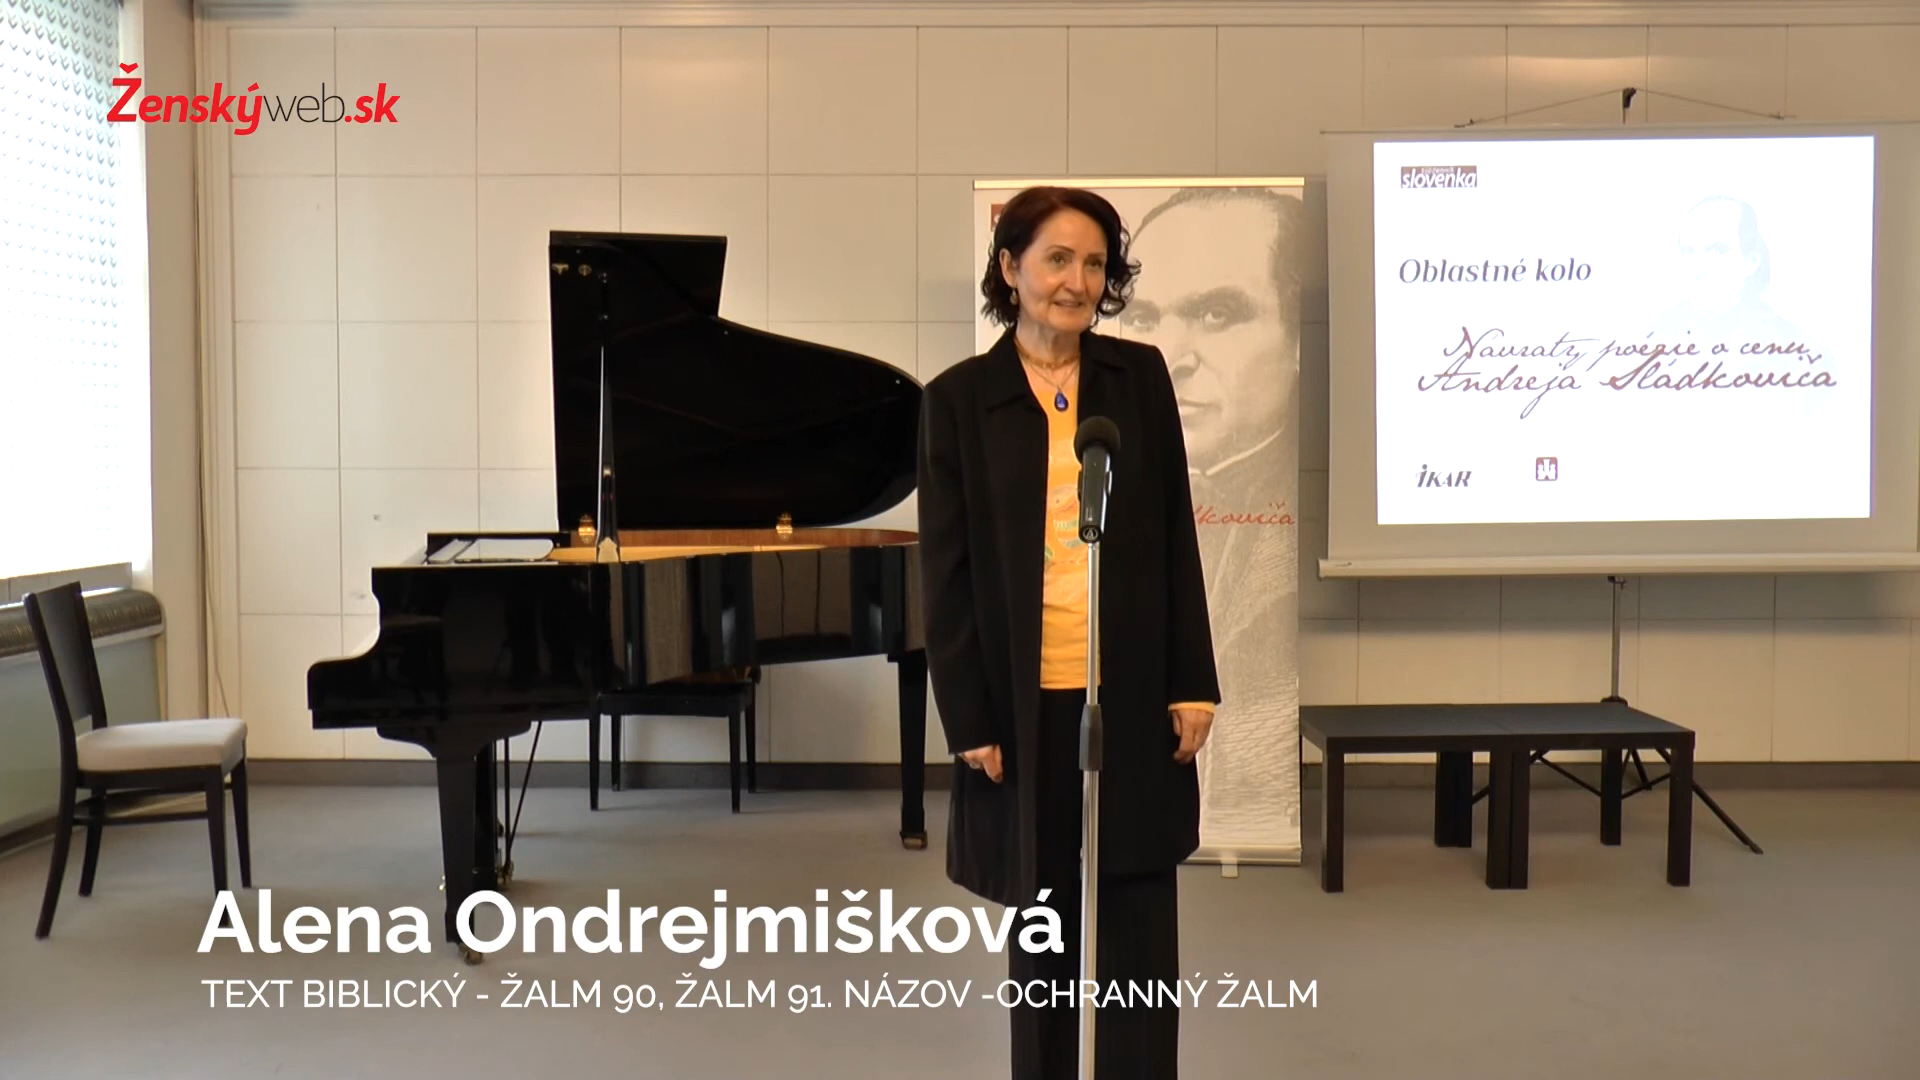 Ženskýweb.sk
slovenka
Oblastné kolo
Návraty poézie o cenu
Andreja Sládkoviča
IKAR
dkoviča
Alena Ondrejmišková
TEXT BIBLICKÝ - ŽALM 90, ŽALM 91. NÁZOV -OCHRANNÝ ŽALM